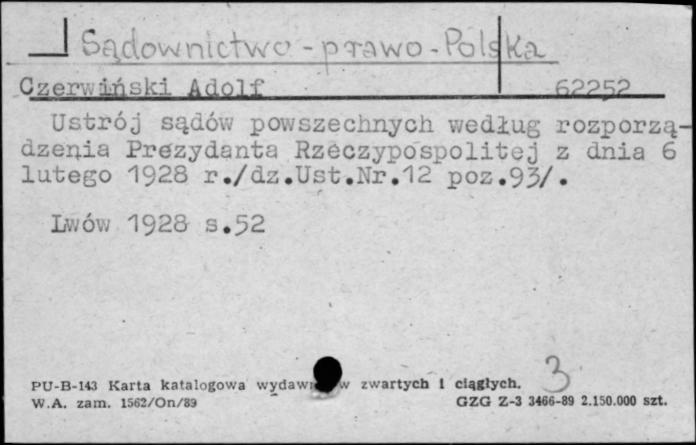 Sądownictwo - prawo - Polska
Czerwiński Adolf 62252
Ustrój sądów powszechnych według rozporzą-
dzenia Prezydanta Rzeczypospolitej z dnia 6
lutego 1928 r./dz.Ust.Nr.12 poz.93/.
Lwów 1928 s.52
3
PU-B-143 Karta katalogowa wydaw w zwartych i ciągłych.
W.A. zam. 1562/On/89 GZG Z-3 3466-89 2.150.000 szt.